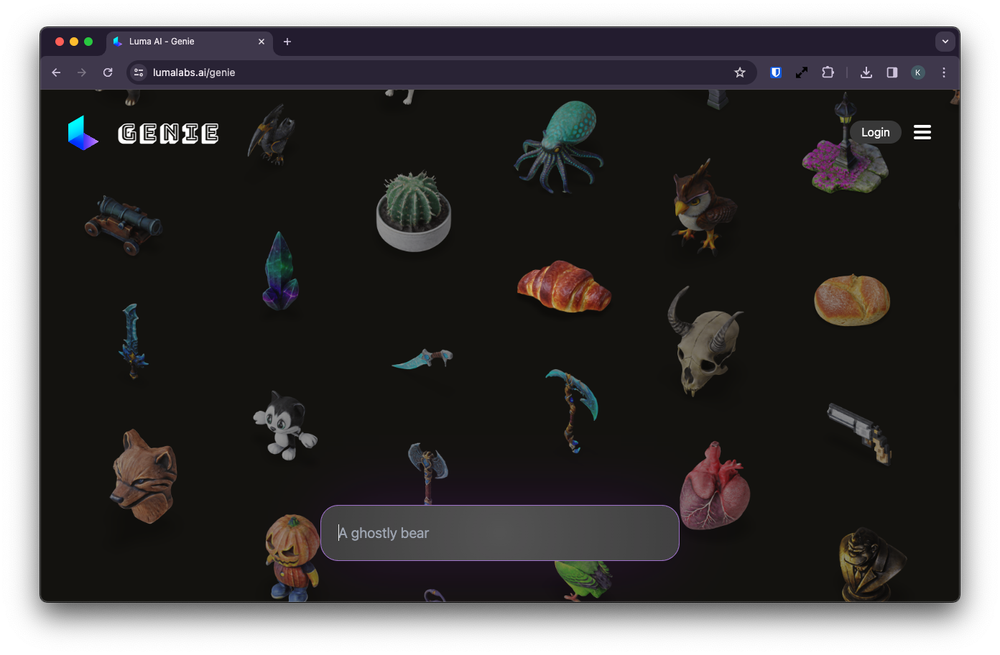 Luma AI - Genie
lumalabs.ai/genie
K
GENIE
Login
A ghostly bear